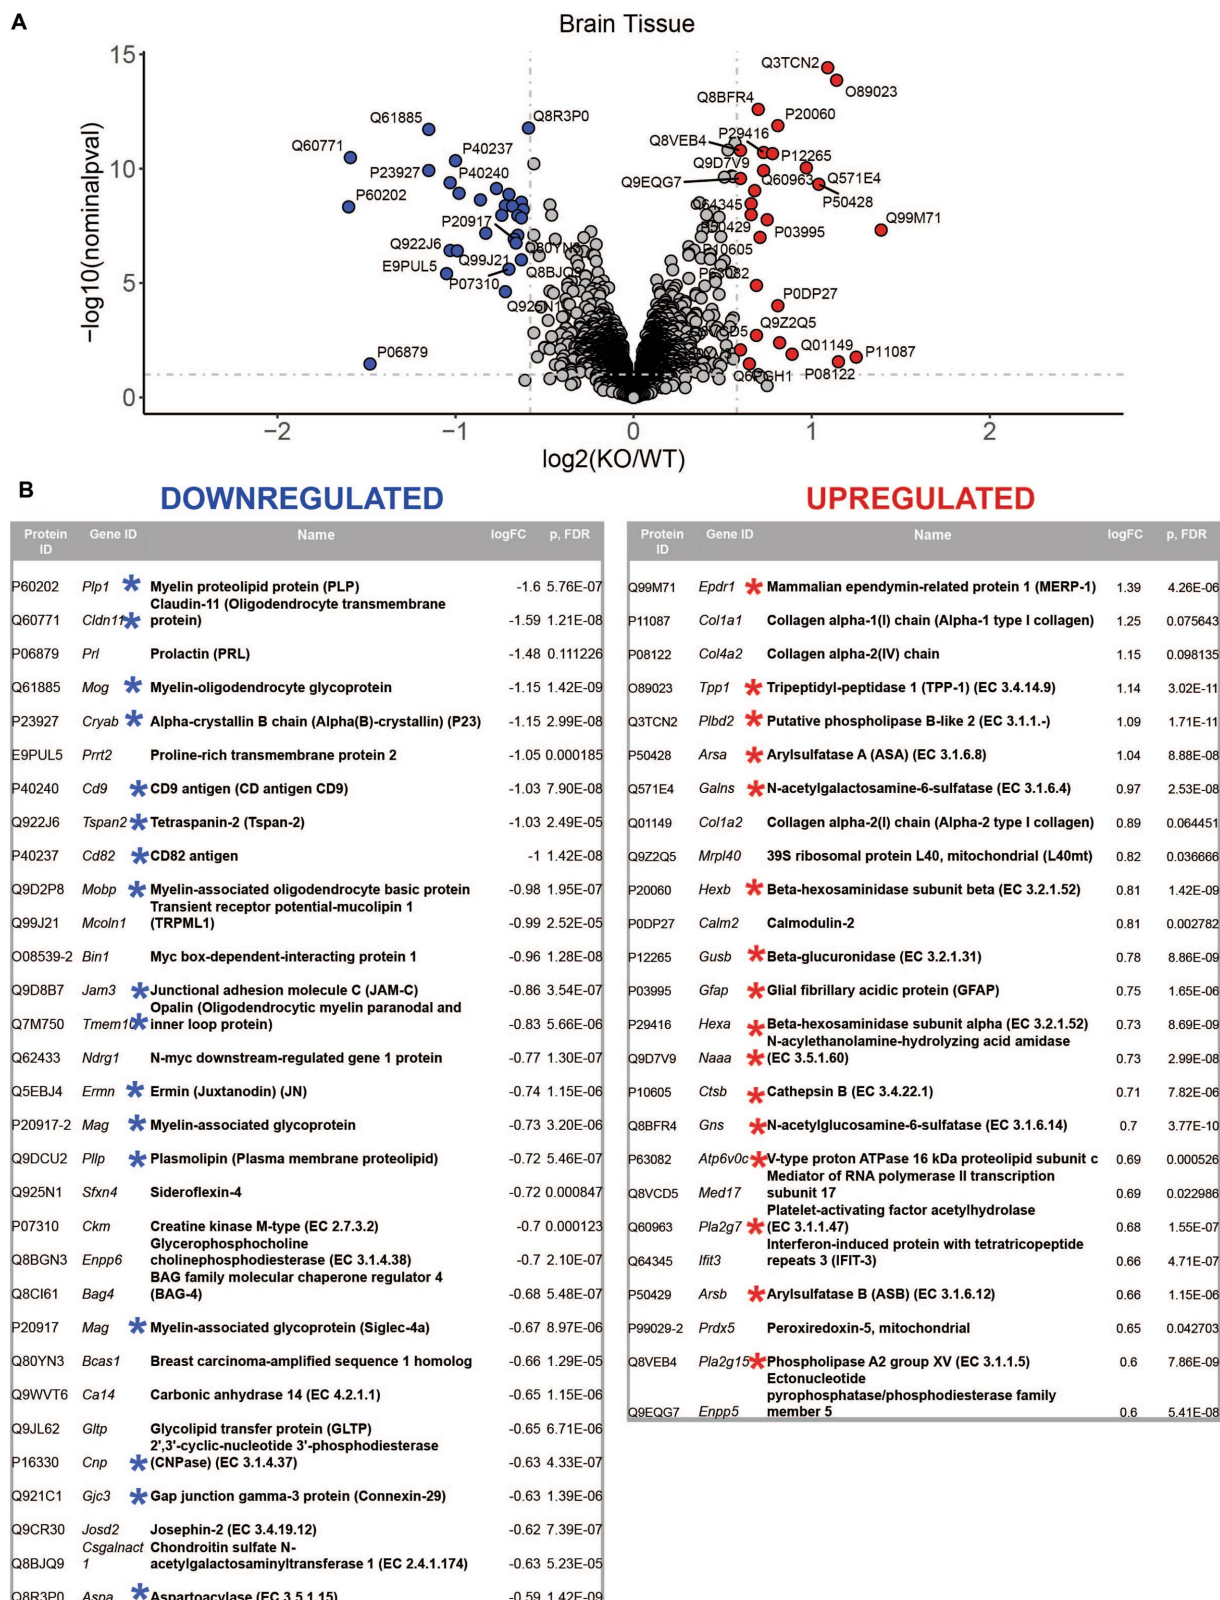 A
Brain Tissue
−log10(nominalpval)
15
10
5
0
Q3TCN2
O89023
Q8BFR4
P20060
Q8R3P0
Q61885
Q60771
P40237
P23927
P40240
P60202
P20917
Q922J6
E9PUL5
Q99J21
P07310
Q925N1
Q8BJQ9
P06879
Q8VEB4
P29416
P12265
Q9D7V9
Q9EQG7
Q60963
Q571E4
P50428
Q64345
Q99M71
P50429
P03995
P10605
P63082
P0DP27
Q9Z2Q5
Q01149
P11087
P08122
−2
−1
0
1
2
log2(KO/WT)
B
DOWNREGULATED
Protein ID Gene ID Name logFC p, FDR
P60202 Plp1 * Myelin proteolipid protein (PLP) -1.6 5.76E-07
Q60771 Cldn11 * Claudin-11 (Oligodendrocyte transmembrane protein) -1.59 1.21E-08
P06879 Prl Prolactin (PRL) -1.48 0.111226
Q61885 Mog * Myelin-oligodendrocyte glycoprotein -1.15 1.42E-09
P23927 Cryab * Alpha-crystallin B chain (Alpha(B)-crystallin) (P23) -1.15 2.99E-08
E9PUL5 Prrt2 Proline-rich transmembrane protein 2 -1.05 0.000185
P40240 Cd9 * CD9 antigen (CD antigen CD9) -1.03 7.90E-08
Q922J6 Tspan2 * Tetraspanin-2 (Tspan-2) -1.03 2.49E-05
P40237 Cd82 * CD82 antigen -1 1.42E-08
Q9D2P8 Mobp * Myelin-associated oligodendrocyte basic protein -0.98 1.95E-07
Q99J21 Mcoln1 Transient receptor potential-mucolipin 1 (TRPML1) -0.99 2.52E-05
O08539-2 Bin1 Myc box-dependent-interacting protein 1 -0.96 1.28E-08
Q9D8B7 Jam3 * Junctional adhesion molecule C (JAM-C) -0.86 3.54E-07
Q7M750 Tmem10 * Opalin (Oligodendrocytic myelin paranodal and inner loop protein) -0.83 5.66E-06
Q62433 Ndrg1 N-myc downstream-regulated gene 1 protein -0.77 1.30E-07
Q5EBJ4 Ermn * Ermin (Juxtanodin) (JN) -0.74 1.15E-06
P20917-2 Mag * Myelin-associated glycoprotein -0.73 3.20E-06
Q9DCU2 Pllp * Plasmolipin (Plasma membrane proteolipid) -0.72 5.46E-07
Q925N1 Sfxn4 Sideroflexin-4 -0.72 0.000847
P07310 Ckm Creatine kinase M-type (EC 2.7.3.2) -0.7 0.000123
Q8BGN3 Enpp6 Glycerophosphocholine cholinephosphodiesterase (EC 3.1.4.38) -0.7 2.10E-07
Q8CI61 Bag4 BAG family molecular chaperone regulator 4 (BAG-4) -0.68 5.48E-07
P20917 Mag * Myelin-associated glycoprotein (Siglec-4a) -0.67 8.97E-06
Q80YN3 Bcas1 Breast carcinoma-amplified sequence 1 homolog -0.66 1.29E-05
Q9WVT6 Ca14 Carbonic anhydrase 14 (EC 4.2.1.1) -0.65 1.15E-06
Q9JL62 Gltp Glycolipid transfer protein (GLTP) -0.65 6.71E-06
P16330 Cnp * 2',3'-cyclic-nucleotide 3'-phosphodiesterase (CNPase) (EC 3.1.4.37) -0.63 4.33E-07
Q921C1 Gjc3 * Gap junction gamma-3 protein (Connexin-29) -0.63 1.39E-06
Q9CR30 Josd2 Josephin-2 (EC 3.4.19.12) -0.62 7.39E-07
Q8BJQ9 Csgalnact1 Chondroitin sulfate N-acetylgalactosaminyltransferase 1 (EC 2.4.1.174) -0.63 5.23E-05
Q8R3P0 Aspa * Aspartoacylase (EC 3.5.1.15) -0.59 1.42E-09
UPREGULATED
Protein ID Gene ID Name logFC p, FDR
Q99M71 Epdr1 * Mammalian ependymin-related protein 1 (MERP-1) 1.39 4.26E-06
P11087 Col1a1 Collagen alpha-1(I) chain (Alpha-1 type I collagen) 1.25 0.075643
P08122 Col4a2 Collagen alpha-2(IV) chain 1.15 0.098135
O89023 Tpp1 * Tripeptidyl-peptidase 1 (TPP-1) (EC 3.4.14.9) 1.14 3.02E-11
Q3TCN2 Plbd2 * Putative phospholipase B-like 2 (EC 3.1.1.-) 1.09 1.71E-11
P50428 Arsa * Arylsulfatase A (ASA) (EC 3.1.6.8) 1.04 8.88E-08
Q571E4 Galns * N-acetylgalactosamine-6-sulfatase (EC 3.1.6.4) 0.97 2.53E-08
Q01149 Col1a2 Collagen alpha-2(I) chain (Alpha-2 type I collagen) 0.89 0.064451
Q9Z2Q5 Mrpl40 39S ribosomal protein L40, mitochondrial (L40mt) 0.82 0.036666
P20060 Hexb * Beta-hexosaminidase subunit beta (EC 3.2.1.52) 0.81 1.42E-09
P0DP27 Calm2 Calmodulin-2 0.81 0.002782
P12265 Gusb * Beta-glucuronidase (EC 3.2.1.31) 0.78 8.86E-09
P03995 Gfap * Glial fibrillary acidic protein (GFAP) 0.75 1.65E-06
P29416 Hexa * Beta-hexosaminidase subunit alpha (EC 3.2.1.52) 0.73 8.69E-09
Q9D7V9 Naaa * N-acylethanolamine-hydrolyzing acid amidase (EC 3.5.1.60) 0.73 2.99E-08
P10605 Ctsb * Cathepsin B (EC 3.4.22.1) 0.71 7.82E-06
Q8BFR4 Gns * N-acetylglucosamine-6-sulfatase (EC 3.1.6.14) 0.7 3.77E-10
P63082 Atp6v0c * V-type proton ATPase 16 kDa proteolipid subunit c 0.69 0.000526
Q8VCD5 Med17 Mediator of RNA polymerase II transcription subunit 17 0.69 0.022986
Q60963 Pla2g7 * Platelet-activating factor acetylhydrolase (EC 3.1.1.47) 0.68 1.55E-07
Q64345 Ifit3 Interferon-induced protein with tetratricopeptide repeats 3 (IFIT-3) 0.66 4.71E-07
P50429 Arsb * Arylsulfatase B (ASB) (EC 3.1.6.12) 0.66 1.15E-06
P99029-2 Prdx5 Peroxiredoxin-5, mitochondrial 0.65 0.042703
Q8VEB4 Pla2g15 * Phospholipase A2 group XV (EC 3.1.1.5) 0.6 7.86E-09
Q9EQG7 Enpp5 Ectonucleotide pyrophosphatase/phosphodiesterase family member 5 0.6 5.41E-08